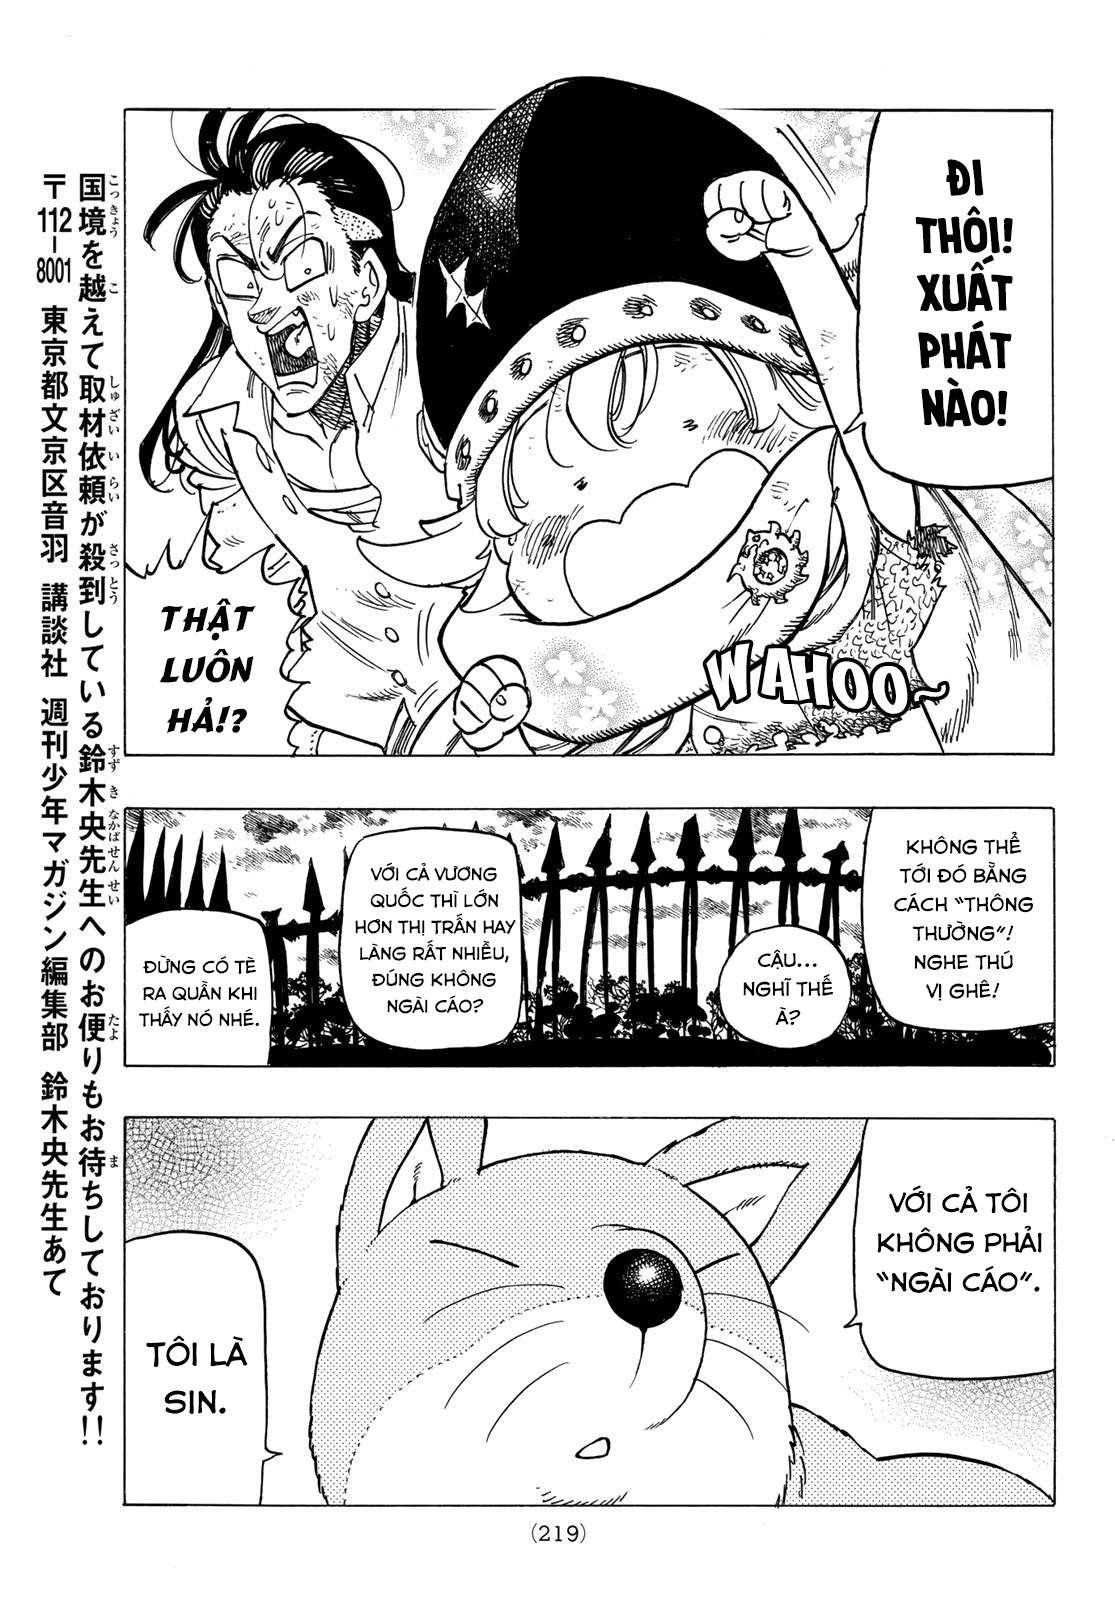 ĐI
THÔI!
XUẤT
PHÁT
NÀO!
THẬT
LUÔN
HẢ!?
WAHOO~
KHÔNG THỂ
TỚI ĐÓ BẰNG
CÁCH “THÔNG
THƯỜNG”!
NGHE THÚ
VỊ GHÊ!
CẬU...
NGHĨ THẾ
À?
VỚI CẢ VƯƠNG
QUỐC THÌ LỚN
HƠN THỊ TRẤN HAY
LÀNG RẤT NHIỀU,
ĐÚNG KHÔNG
NGÀI CÁO?
ĐỪNG CÓ TÈ
RA QUẦN KHI
THẤY NÓ NHÉ.
VỚI CẢ TÔI
KHÔNG PHẢI
“NGÀI CÁO”.
TÔI LÀ
SIN.
国境を越えて取材依頼が殺到している鈴木央先生へのお便りもお待ちしております!!
〒112-8001 東京都文京区音羽 講談社 週刊少年マガジン編集部 鈴木央先生あて
(219)